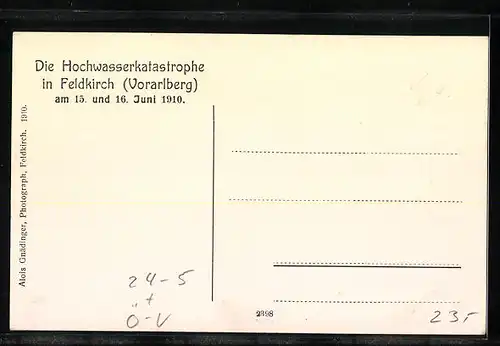 Die Hochwasserkatastrophe
in Feldkirch (Vorarlberg)
am 15. und 16. Juni 1910.
Alois Gnädinger, Photograph, Feldkirch. 1910.
24-5
" +
O-V
2398
23,-